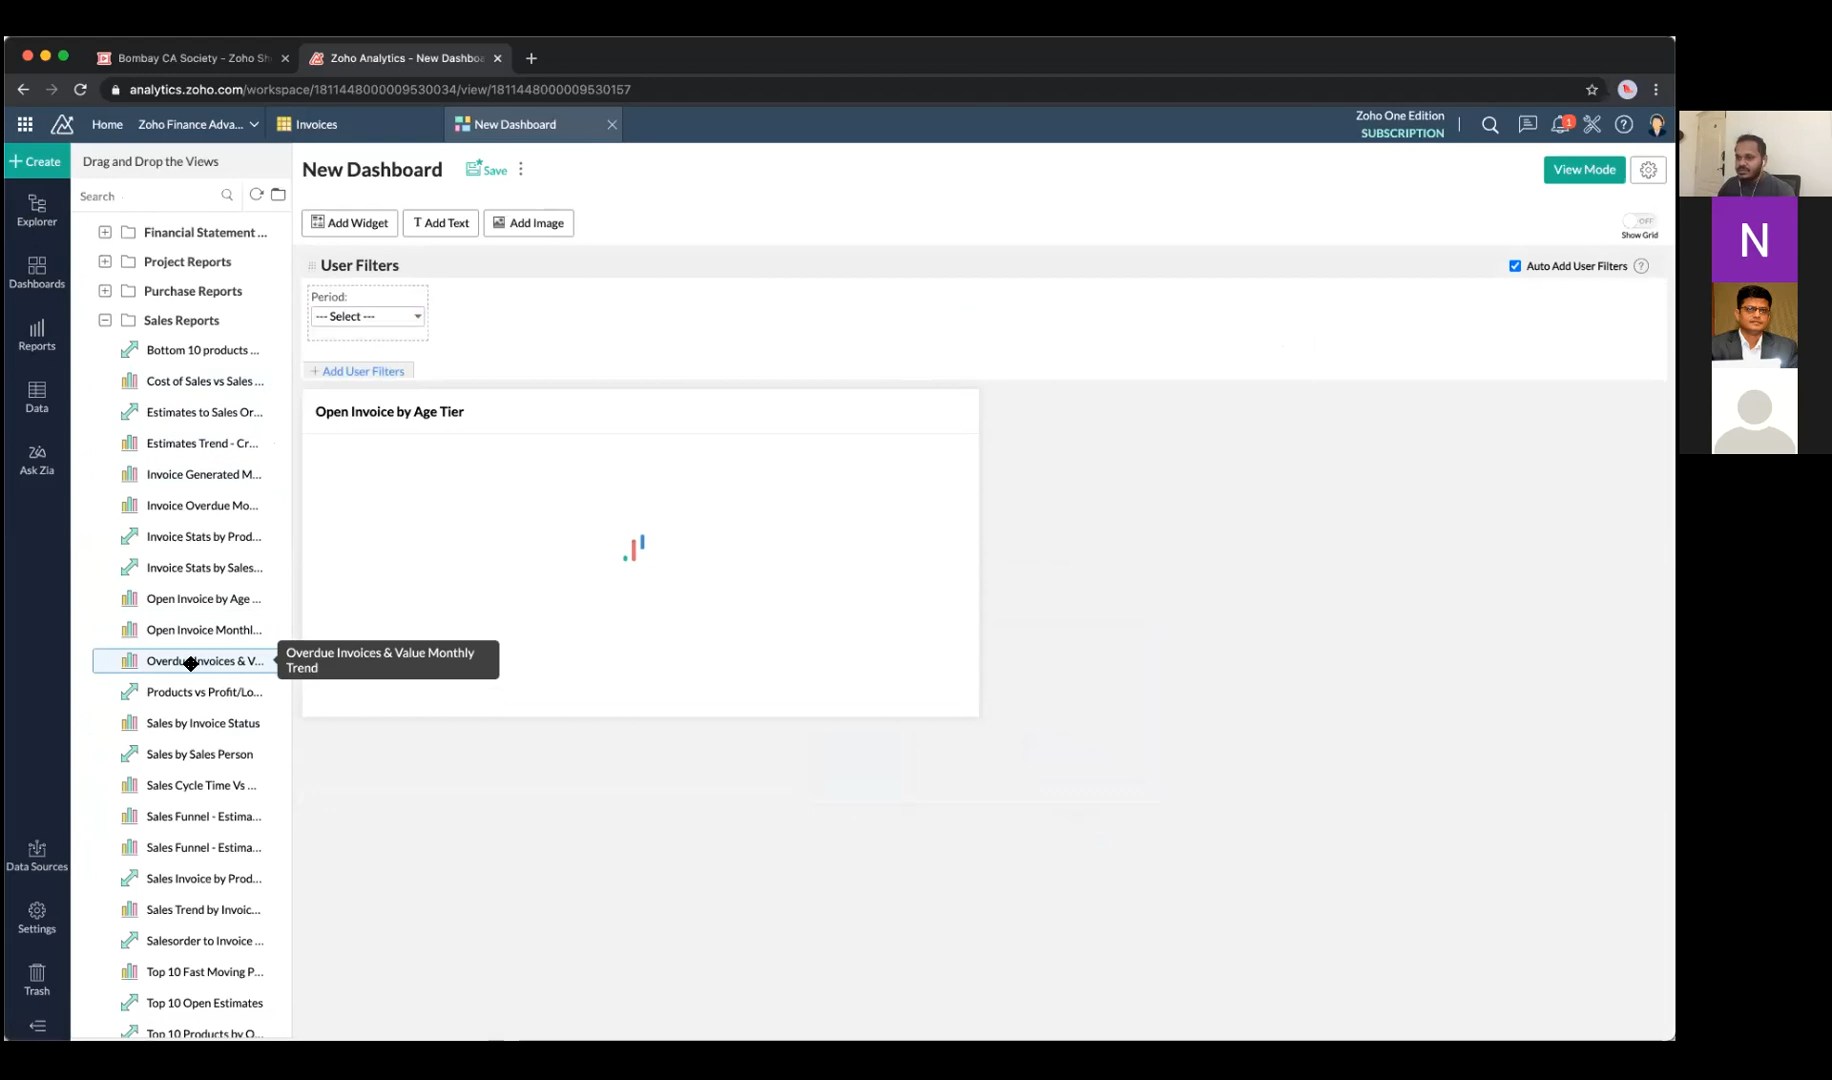 Bombay CA Society - Zoho Sh
Zoho Analytics - New Dashboa
analytics.zoho.com/workspace/1811448000009530034/view/1811448000009530157
Home
Zoho Finance Adva...
Invoices
New Dashboard
Zoho One Edition
SUBSCRIPTION
1
Create
Drag and Drop the Views
Search
Explorer
Dashboards
Reports
Data
Ask Zia
Data Sources
Settings
Trash
Financial Statement ...
Project Reports
Purchase Reports
Sales Reports
Bottom 10 products ...
Cost of Sales vs Sales ...
Estimates to Sales Or...
Estimates Trend - Cr...
Invoice Generated M...
Invoice Overdue Mo...
Invoice Stats by Prod...
Invoice Stats by Sales...
Open Invoice by Age ...
Open Invoice Monthl...
Overdue Invoices & V...
Products vs Profit/Lo...
Sales by Invoice Status
Sales by Sales Person
Sales Cycle Time Vs ...
Sales Funnel - Estima...
Sales Funnel - Estima...
Sales Invoice by Prod...
Sales Trend by Invoic...
Salesorder to Invoice ...
Top 10 Fast Moving P...
Top 10 Open Estimates
Top 10 Products by O...
New Dashboard
Save
View Mode
Add Widget
T Add Text
Add Image
OFF
Show Grid
User Filters
Auto Add User Filters
Period:
--- Select ---
+ Add User Filters
Open Invoice by Age Tier
Overdue Invoices & Value Monthly
Trend
N